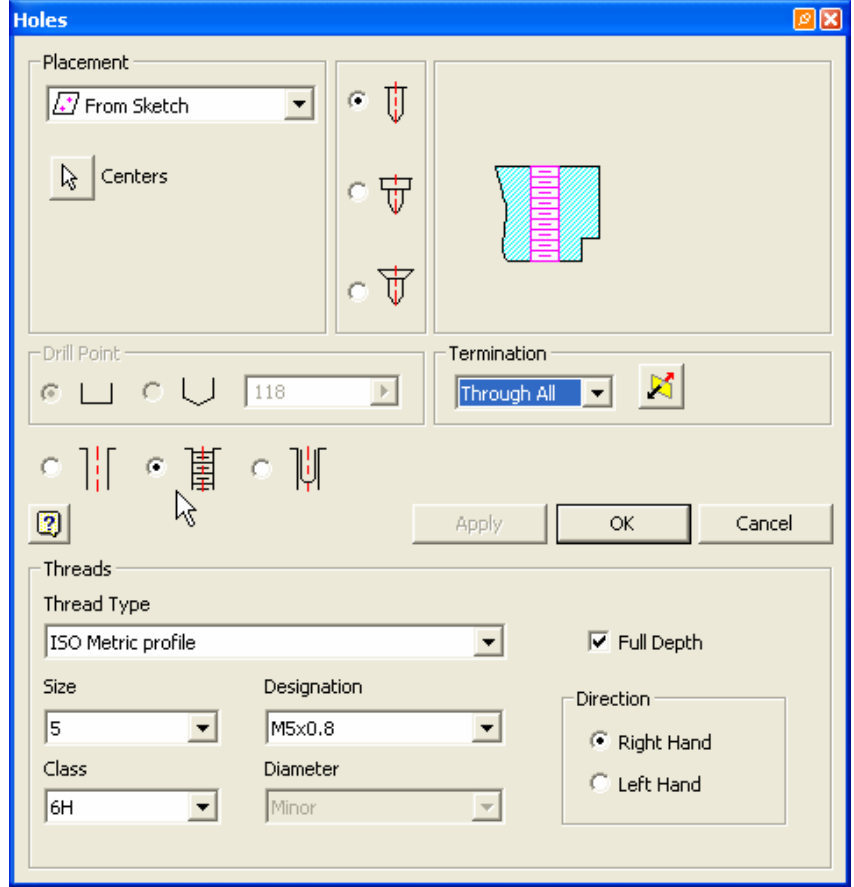 Holes
Placement
From Sketch
Centers
Drill Point
118
Termination
Through All
?
Apply
OK
Cancel
Threads
Thread Type
ISO Metric profile
Full Depth
Size
Designation
5
M5x0.8
Class
Diameter
6H
Minor
Direction
Right Hand
Left Hand